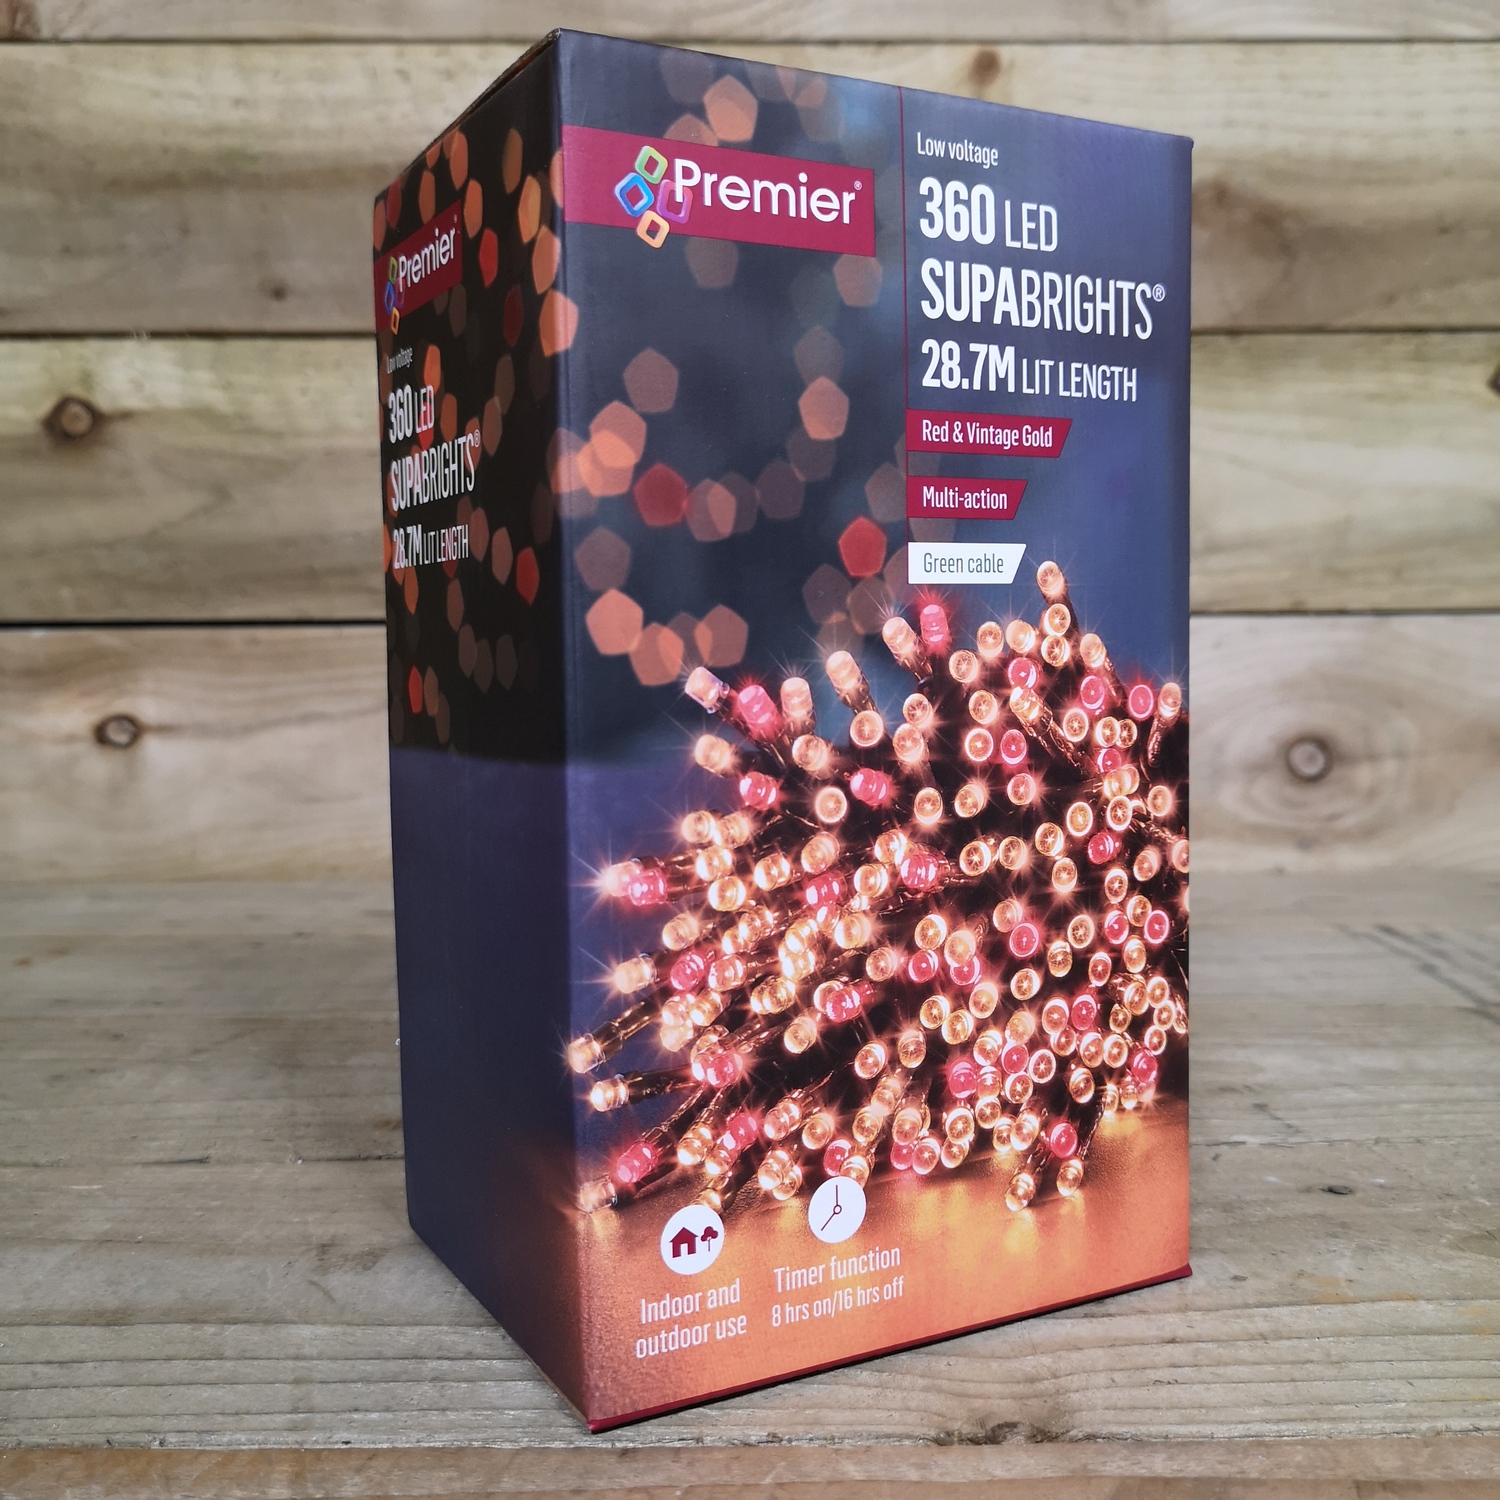 Premier®
Low voltage
360 LED
SUPABRIGHTS®
28.7M LIT LENGTH
Premier®
Low voltage
360 LED
SUPABRIGHTS®
28.7M LIT LENGTH
Red & Vintage Gold
Multi-action
Green cable
Indoor and
outdoor use
Timer function
8 hrs on/16 hrs off